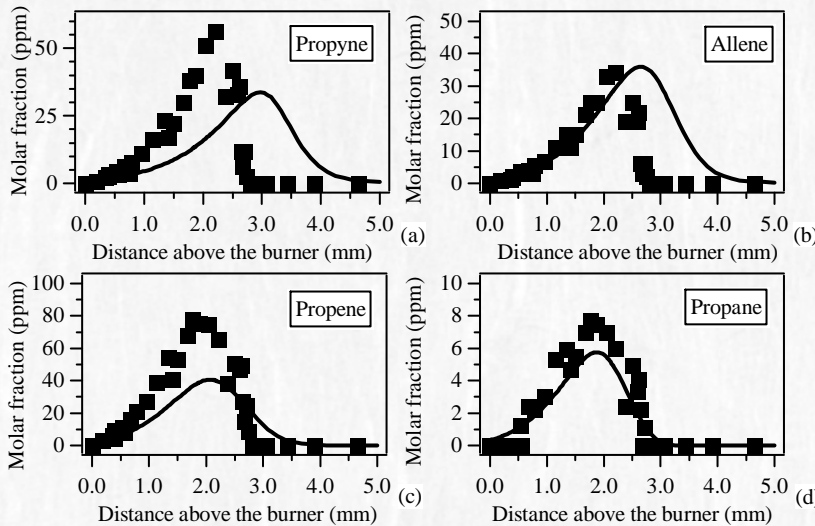 Molar fraction (ppm)
50
25
0
Propyne
0.0 1.0 2.0 3.0 4.0 5.0
Distance above the burner (mm)
(a)
Molar fraction (ppm)
50
40
30
20
10
0
Allene
0.0 1.0 2.0 3.0 4.0 5.0
Distance above the burner (mm)
(b)
Molar fraction (ppm)
100
80
60
40
20
0
Propene
0.0 1.0 2.0 3.0 4.0 5.0
Distance above the burner (mm)
(c)
Molar fraction (ppm)
10
8
6
4
2
0
Propane
0.0 1.0 2.0 3.0 4.0 5.0
Distance above the burner (mm)
(d)